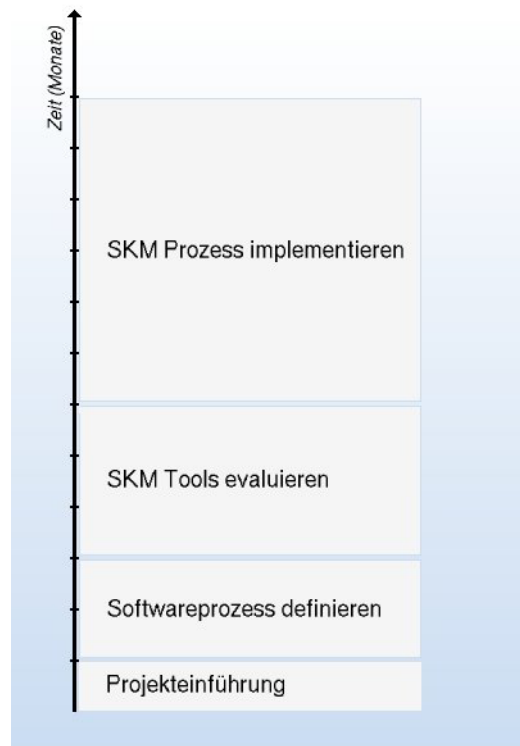 Zeit (Monate)
SKM Prozess implementieren
SKM Tools evaluieren
Softwareprozess definieren
Projekteinführung